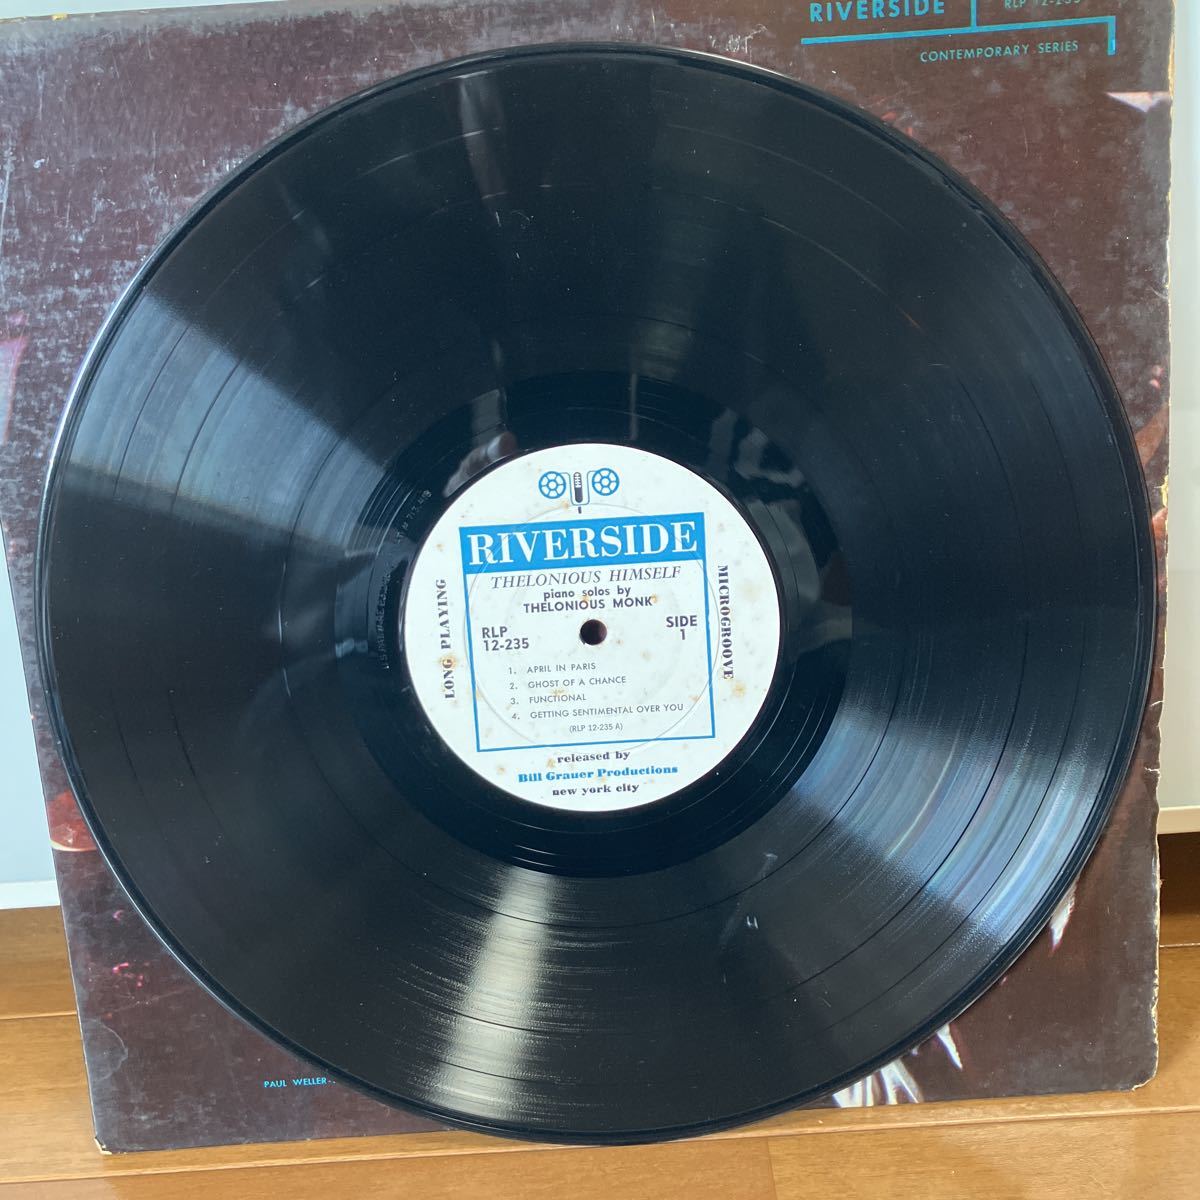 RIVERSIDE
RLP 12-235
CONTEMPORARY SERIES
RIVERSIDE
THELONIOUS HIMSELF
piano solos by
THELONIOUS MONK
RLP
12-235
SIDE
1
LONG PLAYING
MICROGROOVE
1. APRIL IN PARIS
2. GHOST OF A CHANCE
3. FUNCTIONAL
4. GETTING SENTIMENTAL OVER YOU
(RLP 12-235 A)
released by
Bill Grauer Productions
new york city
PAUL WELLER-